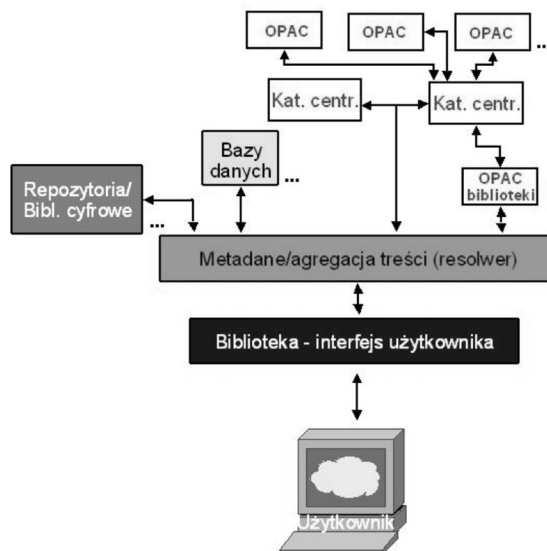 OPAC
OPAC
OPAC
...
Kat. centr.
Kat. centr.
Bazy
danych
...
OPAC
biblioteki
Repozytoria/
Bibl. cyfrowe
...
Metadane/agregacja treści (resolwer)
Biblioteka - interfejs użytkownika
Użytkownik